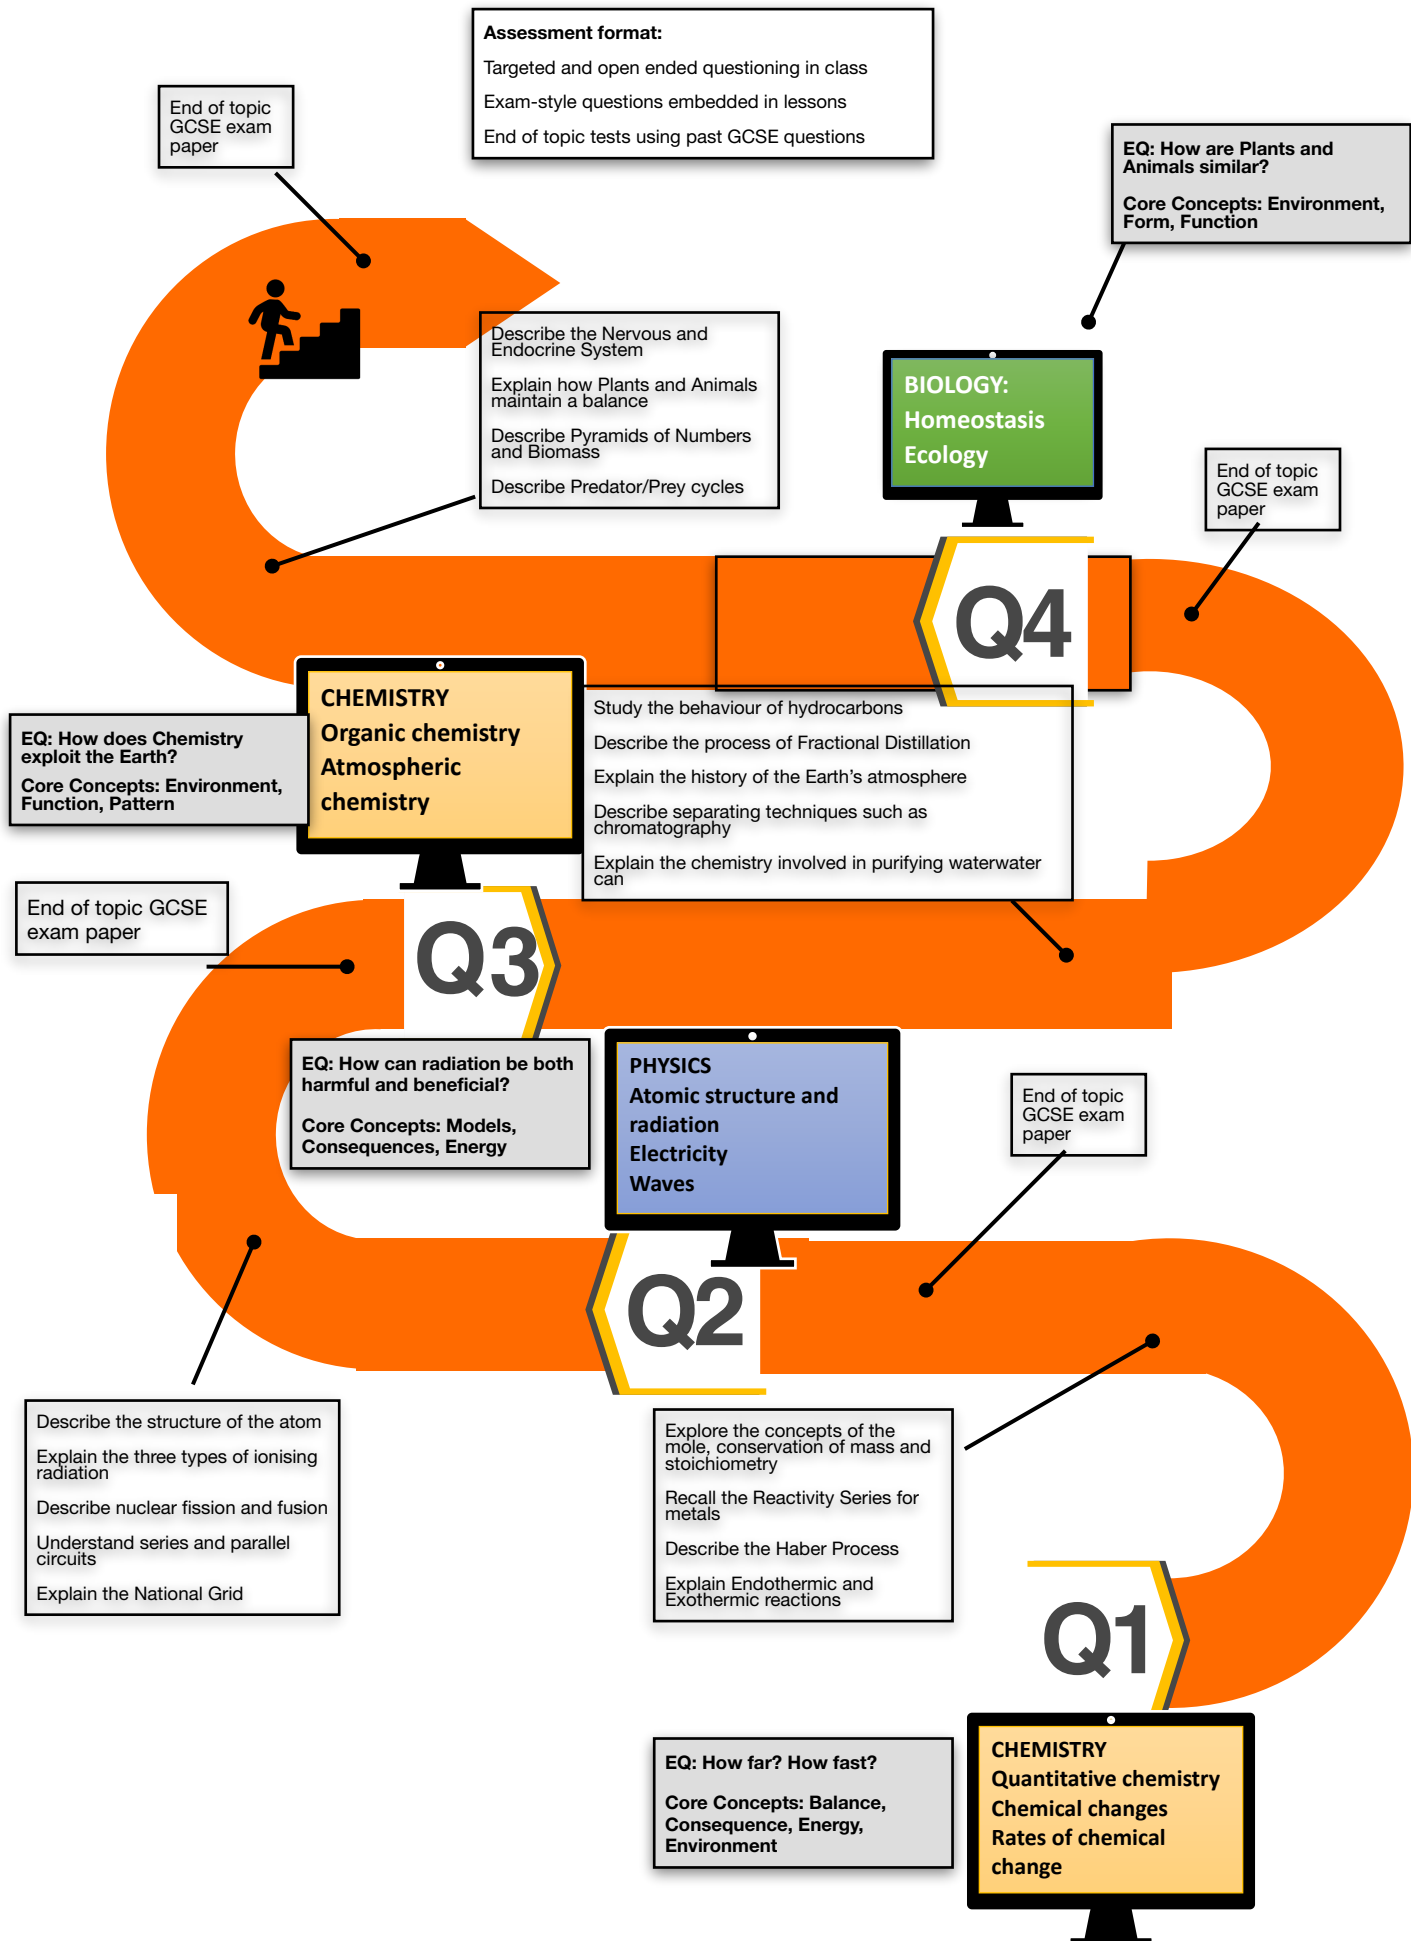 Assessment format:
Targeted and open ended questioning in class
Exam-style questions embedded in lessons
End of topic tests using past GCSE questions
End of topic
GCSE exam
paper
EQ: How are Plants and
Animals similar?
Core Concepts: Environment,
Form, Function
Describe the Nervous and
Endocrine System
Explain how Plants and Animals
maintain a balance
Describe Pyramids of Numbers
and Biomass
Describe Predator/Prey cycles
BIOLOGY:
Homeostasis
Ecology
End of topic
GCSE exam
paper
Q4
CHEMISTRY
Organic chemistry
Atmospheric
chemistry
EQ: How does Chemistry
exploit the Earth?
Core Concepts: Environment,
Function, Pattern
Study the behaviour of hydrocarbons
Describe the process of Fractional Distillation
Explain the history of the Earth's atmosphere
Describe separating techniques such as
chromatography
Explain the chemistry involved in purifying waterwater
can
End of topic GCSE
exam paper
Q3
EQ: How can radiation be both
harmful and beneficial?
Core Concepts: Models,
Consequences, Energy
PHYSICS
Atomic structure and
radiation
Electricity
Waves
End of topic
GCSE exam
paper
Q2
Describe the structure of the atom
Explain the three types of ionising
radiation
Describe nuclear fission and fusion
Understand series and parallel
circuits
Explain the National Grid
Explore the concepts of the
mole, conservation of mass and
stoichiometry
Recall the Reactivity Series for
metals
Describe the Haber Process
Explain Endothermic and
Exothermic reactions
Q1
EQ: How far? How fast?
Core Concepts: Balance,
Consequence, Energy,
Environment
CHEMISTRY
Quantitative chemistry
Chemical changes
Rates of chemical
change